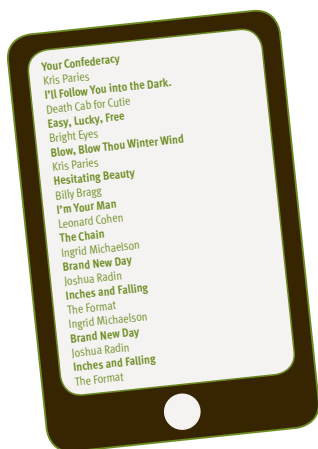 Your Confederacy
Kris Paries
I'll Follow You into the Dark.
Death Cab for Cutie
Easy, Lucky, Free
Bright Eyes
Blow, Blow Thou Winter Wind
Kris Paries
Hesitating Beauty
Billy Bragg
I'm Your Man
Leonard Cohen
The Chain
Ingrid Michaelson
Brand New Day
Joshua Radin
Inches and Falling
The Format
Ingrid Michaelson
Brand New Day
Joshua Radin
Inches and Falling
The Format